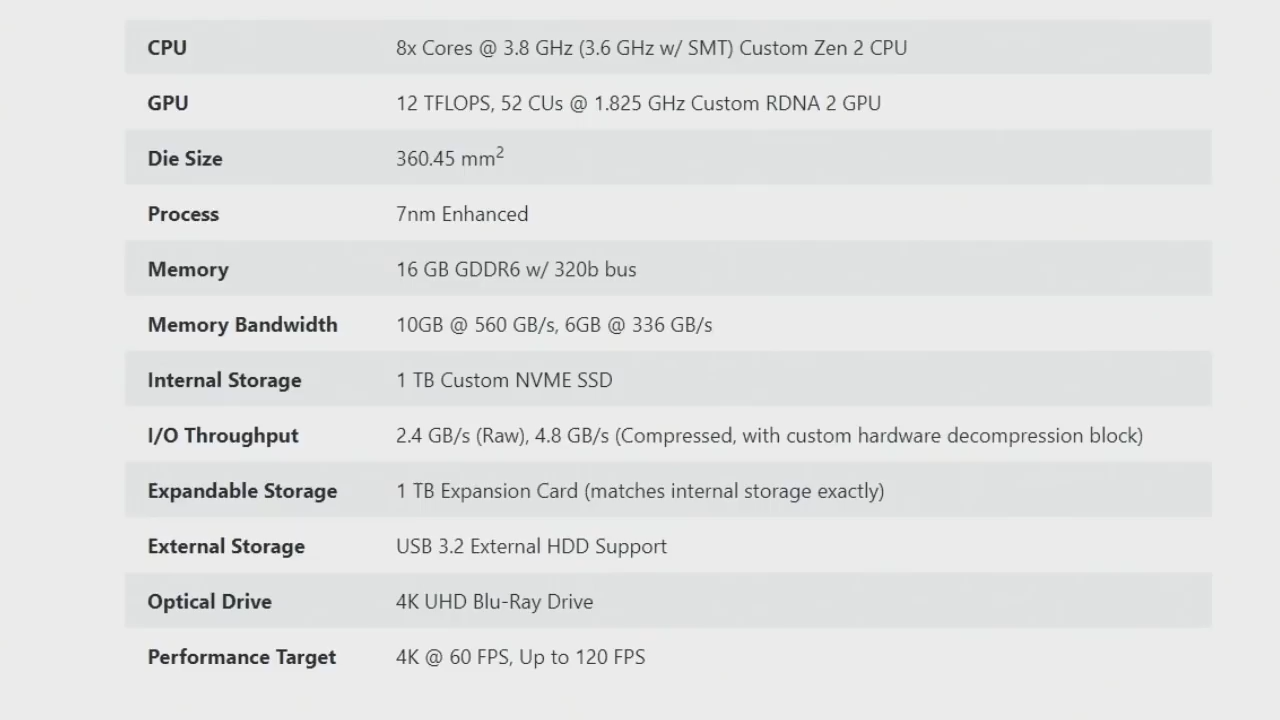 CPU 8x Cores @ 3.8 GHz (3.6 GHz w/ SMT) Custom Zen 2 CPU
GPU 12 TFLOPS, 52 CUs @ 1.825 GHz Custom RDNA 2 GPU
Die Size 360.45 mm²
Process 7nm Enhanced
Memory 16 GB GDDR6 w/ 320b bus
Memory Bandwidth 10GB @ 560 GB/s, 6GB @ 336 GB/s
Internal Storage 1 TB Custom NVME SSD
I/O Throughput 2.4 GB/s (Raw), 4.8 GB/s (Compressed, with custom hardware decompression block)
Expandable Storage 1 TB Expansion Card (matches internal storage exactly)
External Storage USB 3.2 External HDD Support
Optical Drive 4K UHD Blu-Ray Drive
Performance Target 4K @ 60 FPS, Up to 120 FPS